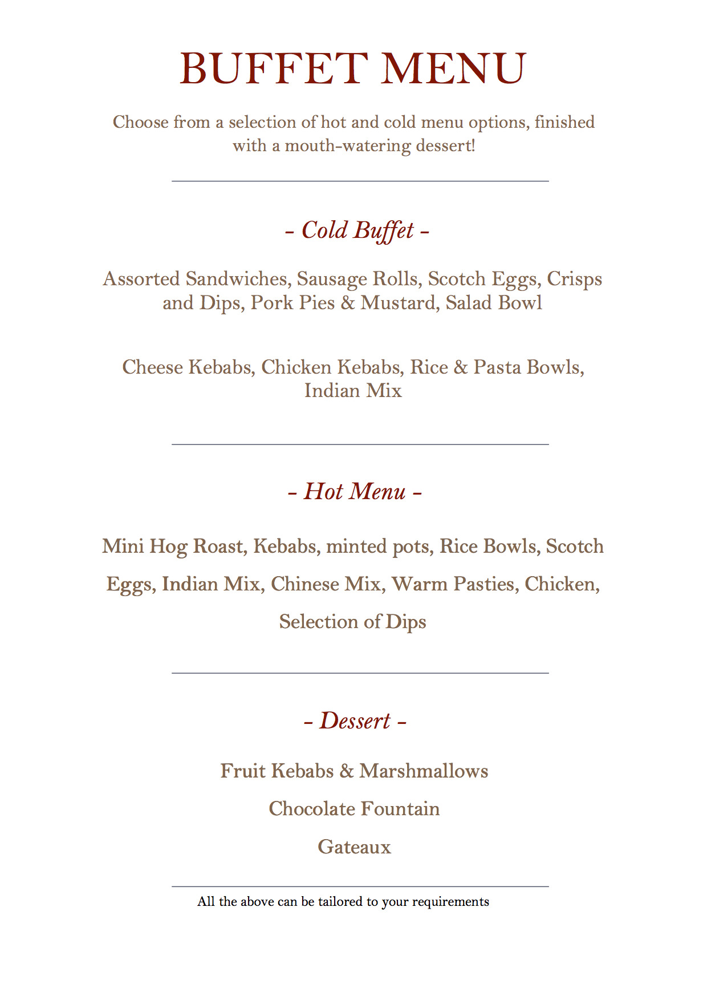 BUFFET MENU
Choose from a selection of hot and cold menu options, finished
with a mouth-watering dessert!
- Cold Buffet -
Assorted Sandwiches, Sausage Rolls, Scotch Eggs, Crisps
and Dips, Pork Pies & Mustard, Salad Bowl
Cheese Kebabs, Chicken Kebabs, Rice & Pasta Bowls,
Indian Mix
- Hot Menu -
Mini Hog Roast, Kebabs, minted pots, Rice Bowls, Scotch
Eggs, Indian Mix, Chinese Mix, Warm Pasties, Chicken,
Selection of Dips
- Dessert -
Fruit Kebabs & Marshmallows
Chocolate Fountain
Gateaux
All the above can be tailored to your requirements